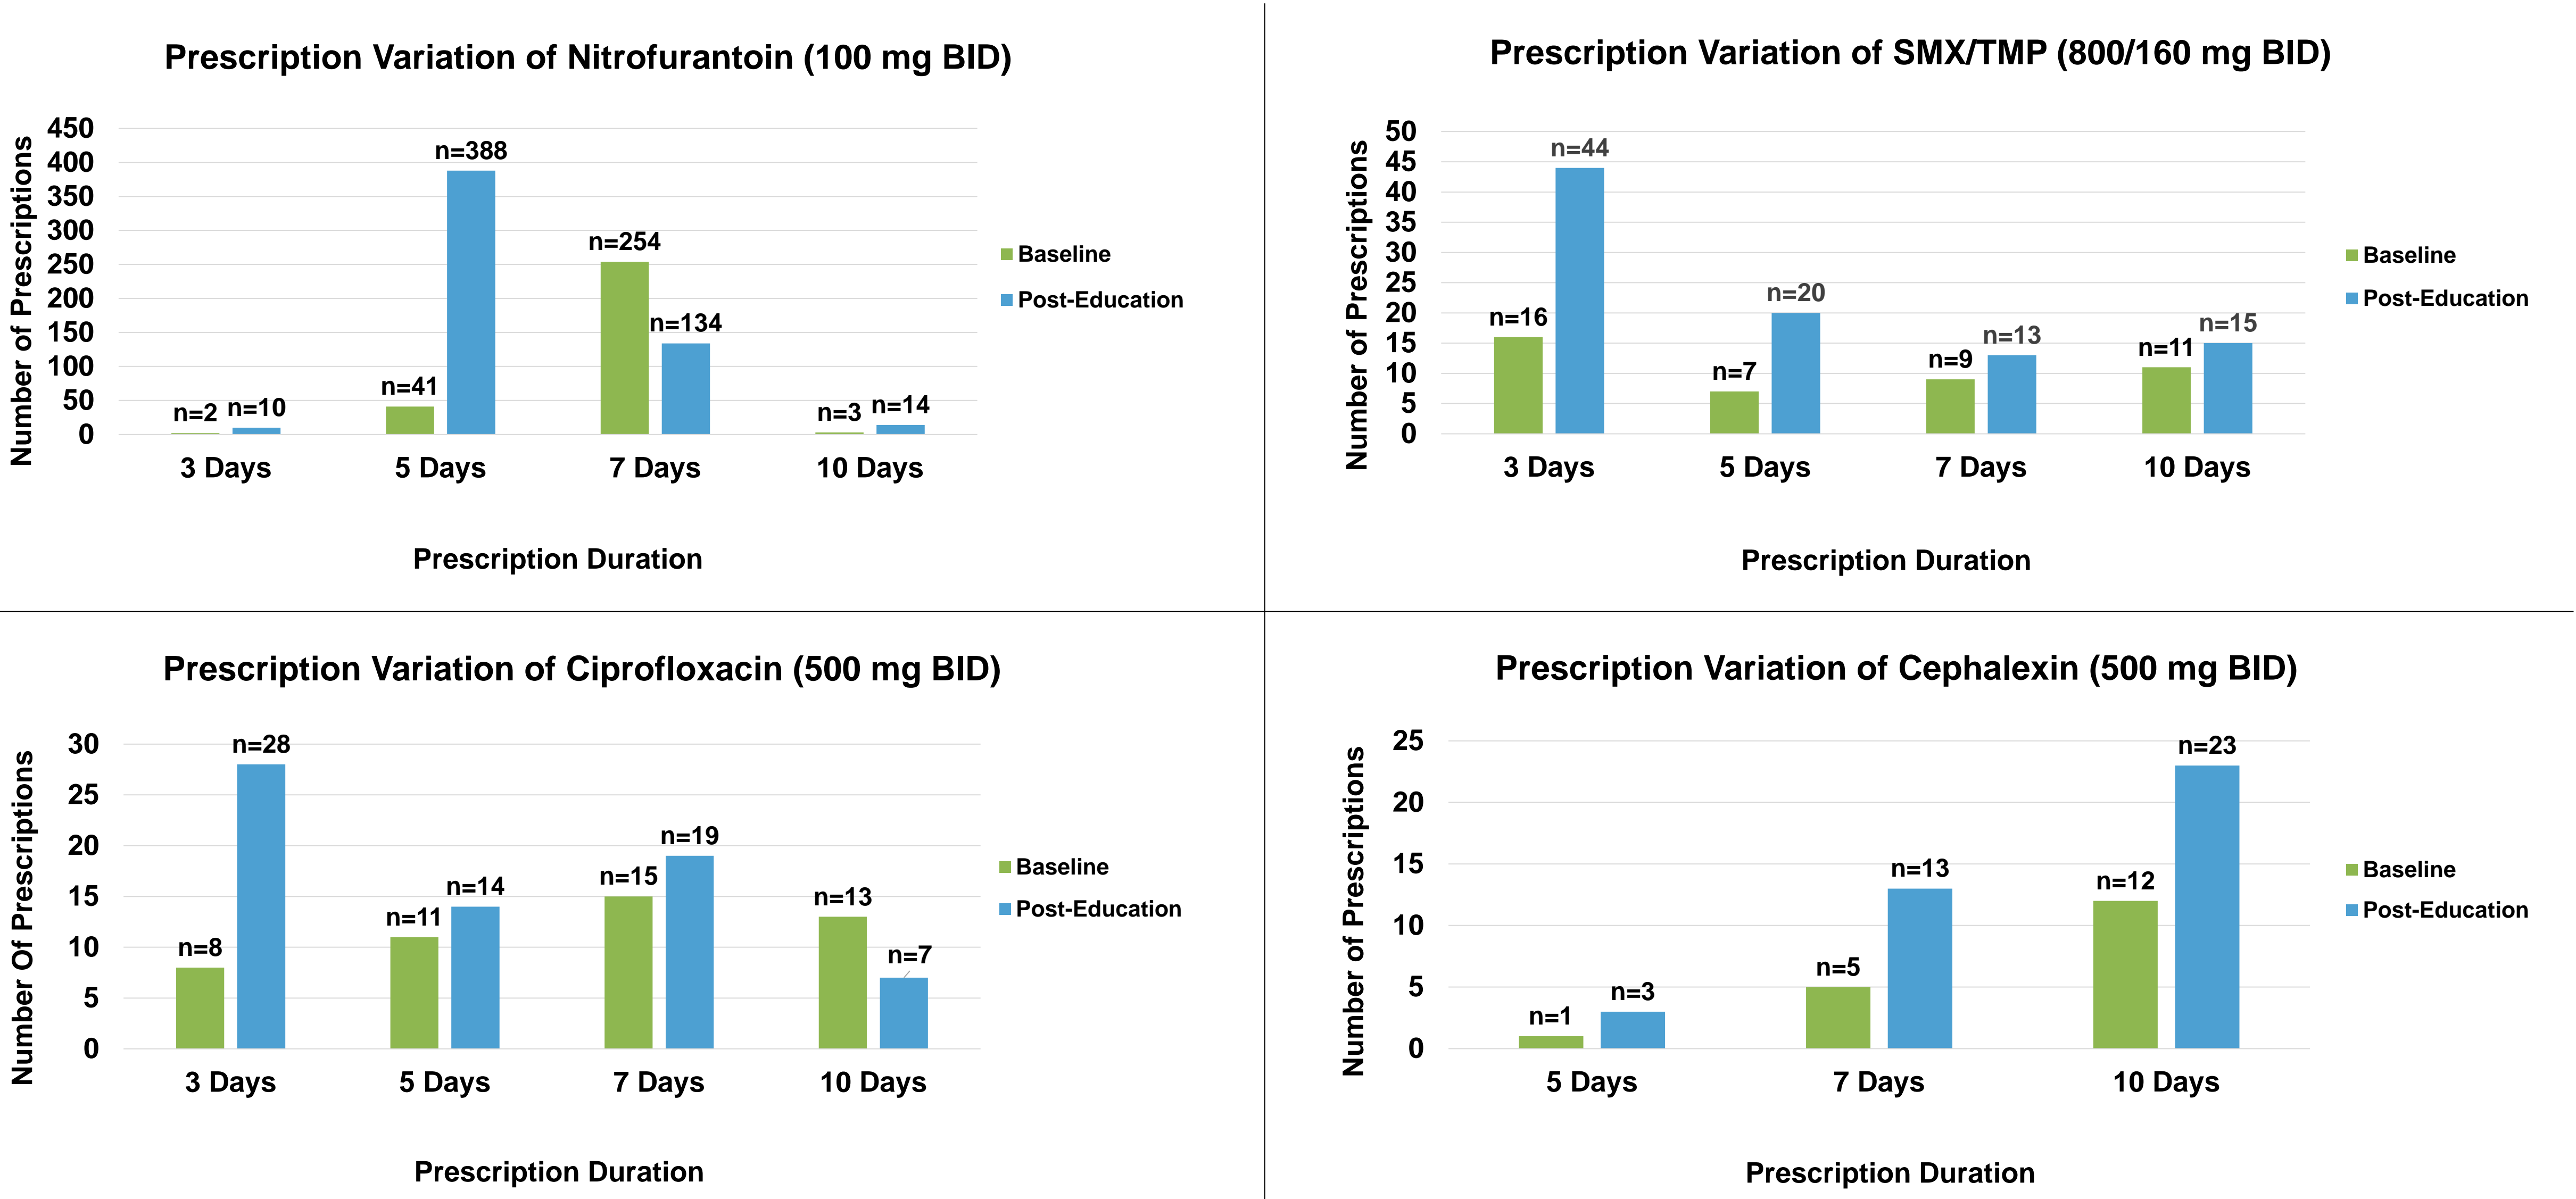 Prescription Variation of Nitrofurantoin (100 mg BID)
Number of Prescriptions
450
400
350
300
250
200
150
100
50
0
n=2
n=10
n=41
n=388
n=254
n=134
n=3
n=14
3 Days
5 Days
7 Days
10 Days
Prescription Duration
Baseline
Post-Education
Prescription Variation of SMX/TMP (800/160 mg BID)
Number of Prescriptions
50
45
40
35
30
25
20
15
10
5
0
n=16
n=44
n=7
n=20
n=9
n=13
n=11
n=15
3 Days
5 Days
7 Days
10 Days
Prescription Duration
Baseline
Post-Education
Prescription Variation of Ciprofloxacin (500 mg BID)
Number Of Prescriptions
30
25
20
15
10
5
0
n=8
n=28
n=11
n=14
n=15
n=19
n=13
n=7
3 Days
5 Days
7 Days
10 Days
Prescription Duration
Baseline
Post-Education
Prescription Variation of Cephalexin (500 mg BID)
Number of Prescriptions
25
20
15
10
5
0
n=1
n=3
n=5
n=13
n=12
n=23
5 Days
7 Days
10 Days
Prescription Duration
Baseline
Post-Education